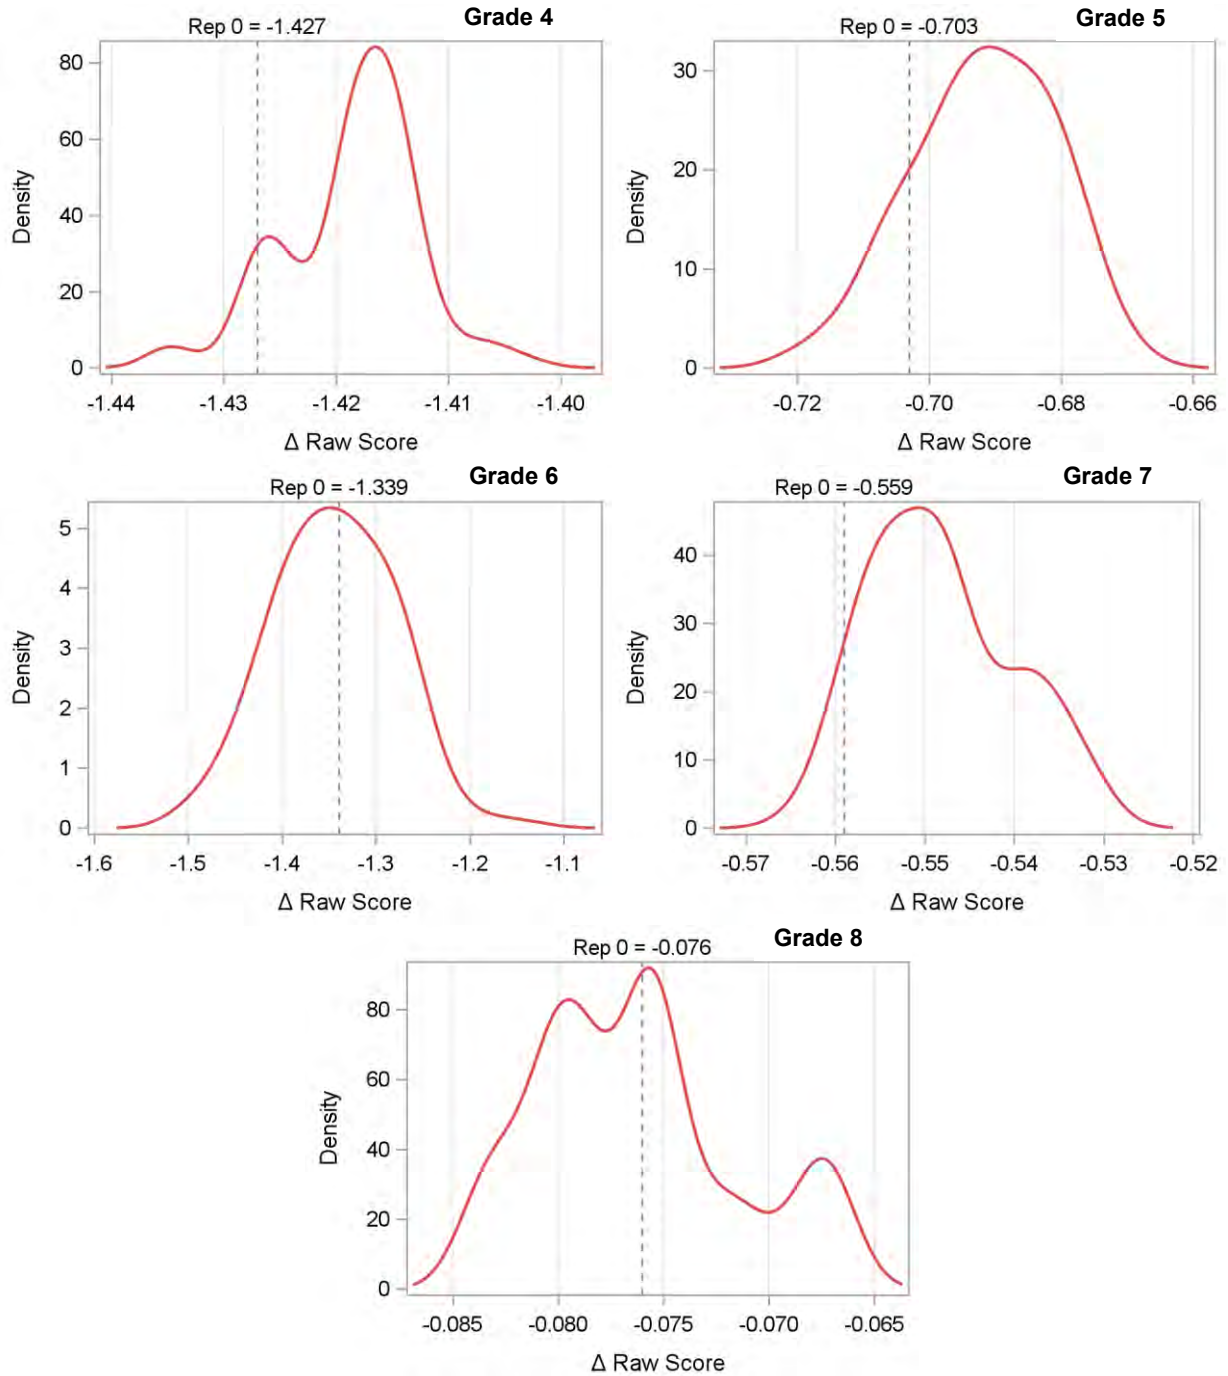 Rep 0 = -1.427
Grade 4
80
60
40
20
0
Density
-1.44 -1.43 -1.42 -1.41 -1.40
Δ Raw Score
Rep 0 = -0.703
Grade 5
30
20
10
0
Density
-0.72 -0.70 -0.68 -0.66
Δ Raw Score
Rep 0 = -1.339
Grade 6
5
4
3
2
1
0
Density
-1.6 -1.5 -1.4 -1.3 -1.2 -1.1
Δ Raw Score
Rep 0 = -0.559
Grade 7
40
30
20
10
0
Density
-0.57 -0.56 -0.55 -0.54 -0.53 -0.52
Δ Raw Score
Rep 0 = -0.076
Grade 8
80
60
40
20
0
Density
-0.085 -0.080 -0.075 -0.070 -0.065
Δ Raw Score